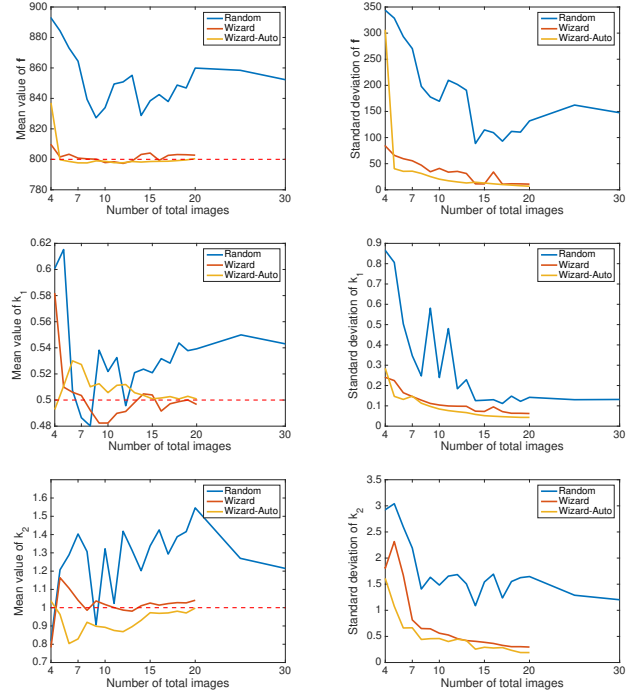 900
880
860
840
820
800
780
Mean value of f
4
7
10
15
20
30
Number of total images
Random
Wizard
Wizard-Auto
350
300
250
200
150
100
50
0
Standard deviation of f
4
7
10
15
20
30
Number of total images
Random
Wizard
Wizard-Auto
0.62
0.6
0.58
0.56
0.54
0.52
0.5
0.48
Mean value of k1
4
7
10
15
20
30
Number of total images
Random
Wizard
Wizard-Auto
0.9
0.8
0.7
0.6
0.5
0.4
0.3
0.2
0.1
0
Standard deviation of k1
4
7
10
15
20
30
Number of total images
Random
Wizard
Wizard-Auto
1.6
1.5
1.4
1.3
1.2
1.1
1
0.9
0.8
0.7
Mean value of k2
4
7
10
15
20
30
Number of total images
Random
Wizard
Wizard-Auto
3.5
3
2.5
2
1.5
1
0.5
0
Standard deviation of k2
4
7
10
15
20
30
Number of total images
Random
Wizard
Wizard-Auto